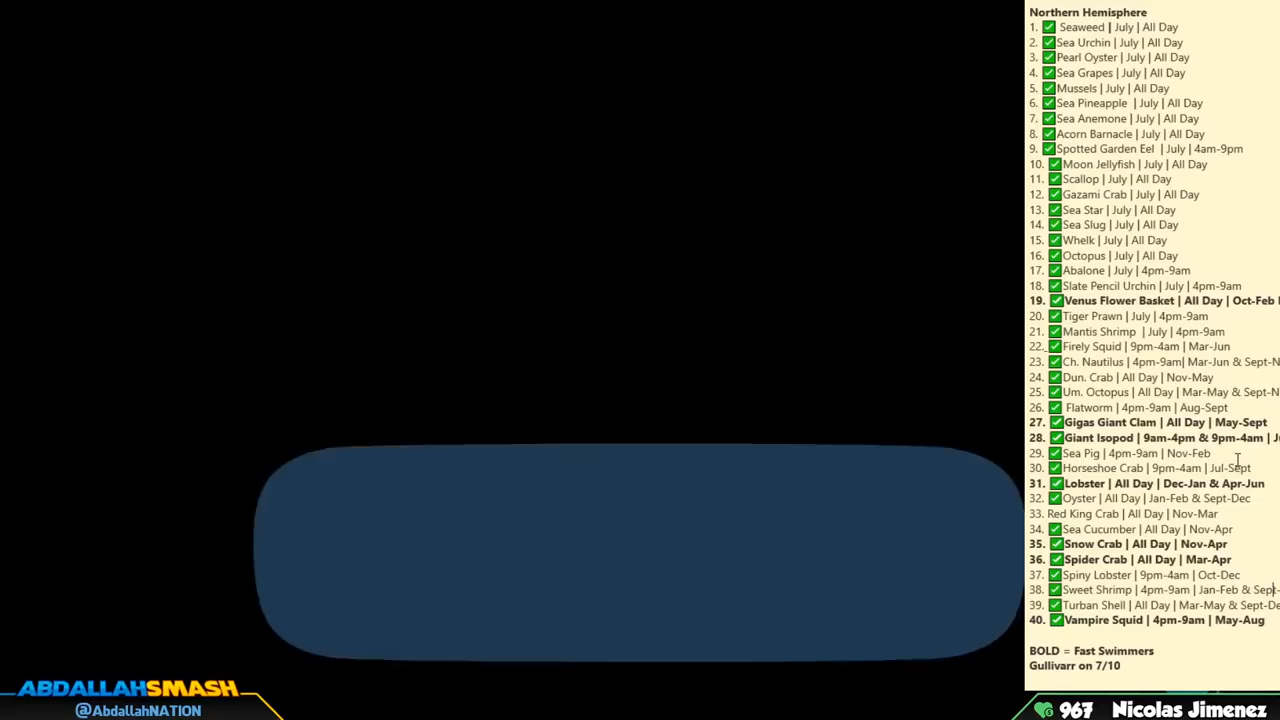 Northern Hemisphere
1. ✅ Seaweed | July | All Day
2. ✅Sea Urchin | July | All Day
3. ✅Pearl Oyster | July | All Day
4. ✅Sea Grapes | July | All Day
5. ✅Mussels | July | All Day
6. ✅Sea Pineapple | July | All Day
7. ✅Sea Anemone | July | All Day
8. ✅Acorn Barnacle | July | All Day
9. ✅Spotted Garden Eel | July | 4am-9pm
10. ✅Moon Jellyfish | July | All Day
11. ✅Scallop | July | All Day
12. ✅Gazami Crab | July | All Day
13. ✅Sea Star | July | All Day
14. ✅Sea Slug | July | All Day
15. ✅Whelk | July | All Day
16. ✅Octopus | July | All Day
17. ✅Abalone | July | 4pm-9am
18. ✅Slate Pencil Urchin | July | 4pm-9am
19. ✅Venus Flower Basket | All Day | Oct-Feb
20. ✅Tiger Prawn | July | 4pm-9am
21. ✅Mantis Shrimp | July | 4pm-9am
22. ✅Firely Squid | 9pm-4am | Mar-Jun
23. ✅Ch. Nautilus | 4pm-9am| Mar-Jun & Sept-N
24. ✅Dun. Crab | All Day | Nov-May
25. ✅Um. Octopus | All Day | Mar-May & Sept-N
26. ✅ Flatworm | 4pm-9am | Aug-Sept
27. ✅Gigas Giant Clam | All Day | May-Sept
28. ✅Giant Isopod | 9am-4pm & 9pm-4am | Ju
29. ✅Sea Pig | 4pm-9am | Nov-Feb
30. ✅Horseshoe Crab | 9pm-4am | Jul-Sept
31. ✅Lobster | All Day | Dec-Jan & Apr-Jun
32. ✅Oyster | All Day | Jan-Feb & Sept-Dec
33. Red King Crab | All Day | Nov-Mar
34. ✅Sea Cucumber | All Day | Nov-Apr
35. ✅Snow Crab | All Day | Nov-Apr
36. ✅Spider Crab | All Day | Mar-Apr
37. ✅Spiny Lobster | 9pm-4am | Oct-Dec
38. ✅Sweet Shrimp | 4pm-9am | Jan-Feb & Sept-
39. ✅Turban Shell | All Day | Mar-May & Sept-De
40. ✅Vampire Squid | 4pm-9am | May-Aug
BOLD = Fast Swimmers
Gullivarr on 7/10
ABDALLAHSMASH
@AbdallahNATION
967 Nicolas Jimenez